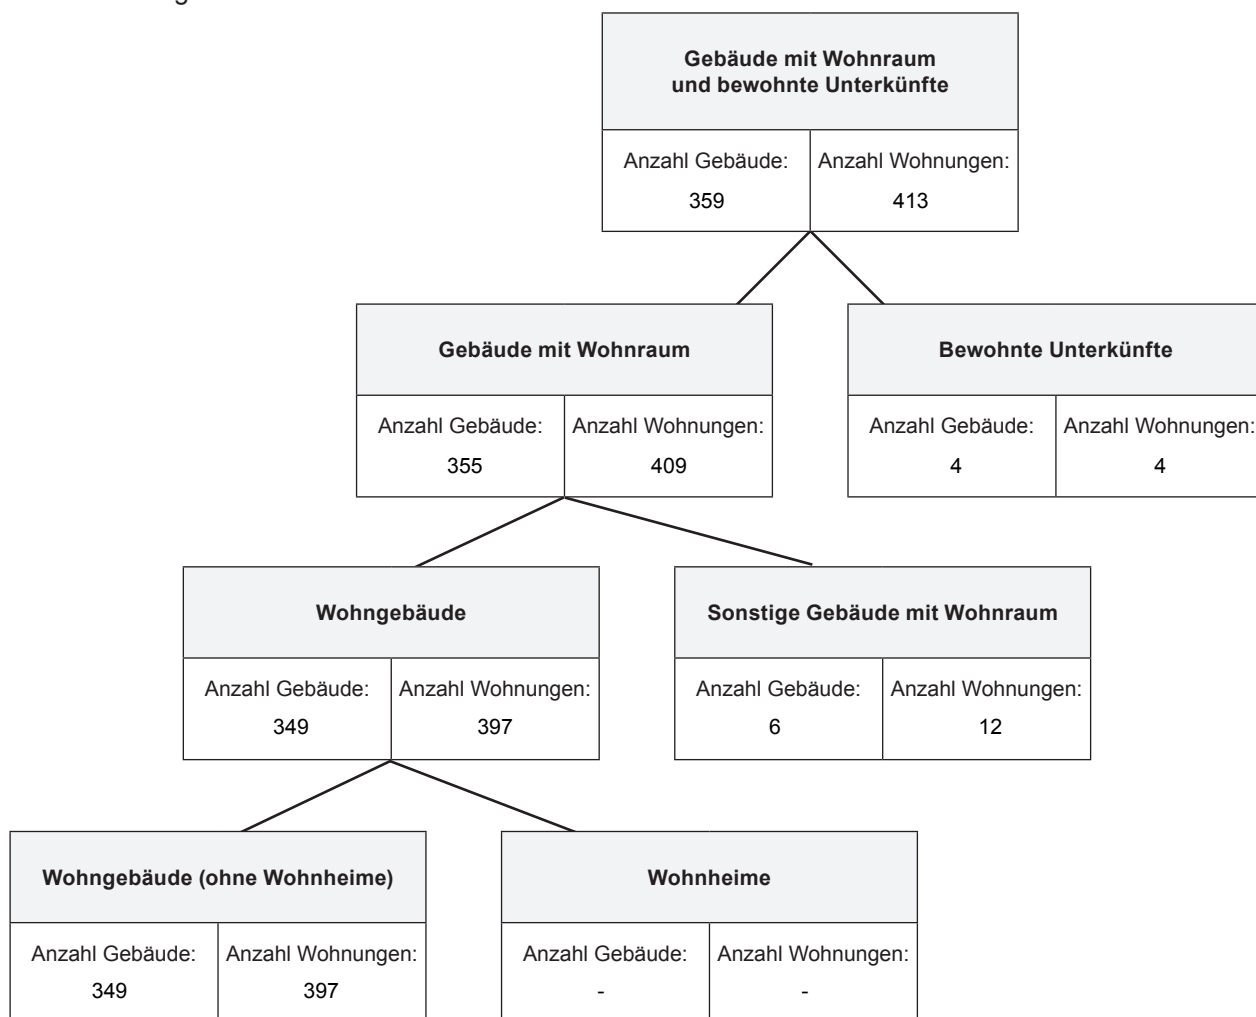 Gebäude mit Wohnraum
und bewohnte Unterkünfte
Anzahl Gebäude:
359
Anzahl Wohnungen:
413
Gebäude mit Wohnraum
Anzahl Gebäude:
355
Anzahl Wohnungen:
409
Bewohnte Unterkünfte
Anzahl Gebäude:
4
Anzahl Wohnungen:
4
Wohngebäude
Anzahl Gebäude:
349
Anzahl Wohnungen:
397
Sonstige Gebäude mit Wohnraum
Anzahl Gebäude:
6
Anzahl Wohnungen:
12
Wohngebäude (ohne Wohnheime)
Anzahl Gebäude:
349
Anzahl Wohnungen:
397
Wohnheime
Anzahl Gebäude:
-
Anzahl Wohnungen:
-